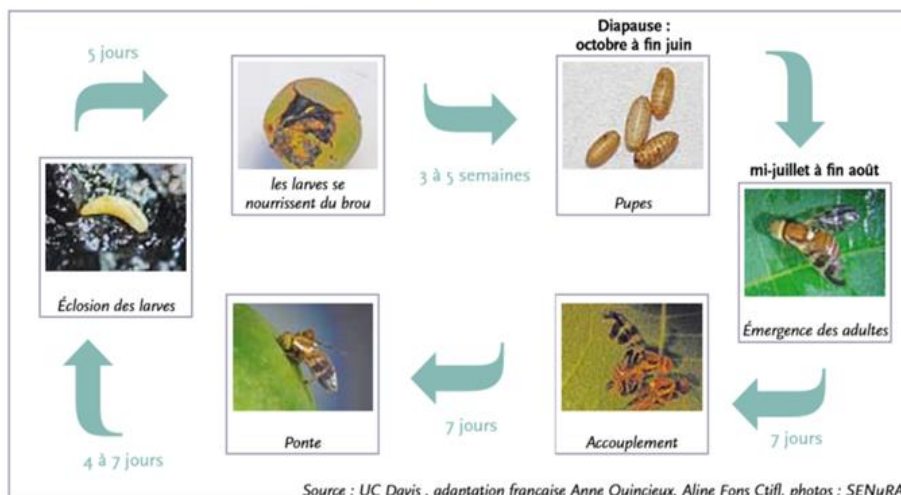 5 jours
les larves se
nourrissent du brou
3 à 5 semaines
Diapause :
octobre à fin juin
Pupes
mi-juillet à fin août
Émergence des adultes
7 jours
Accouplement
7 jours
Ponte
4 à 7 jours
Éclosion des larves
Source : UC Davis , adaptation française Anne Quincieux, Aline Fons Ctifl, photos : SENuRA